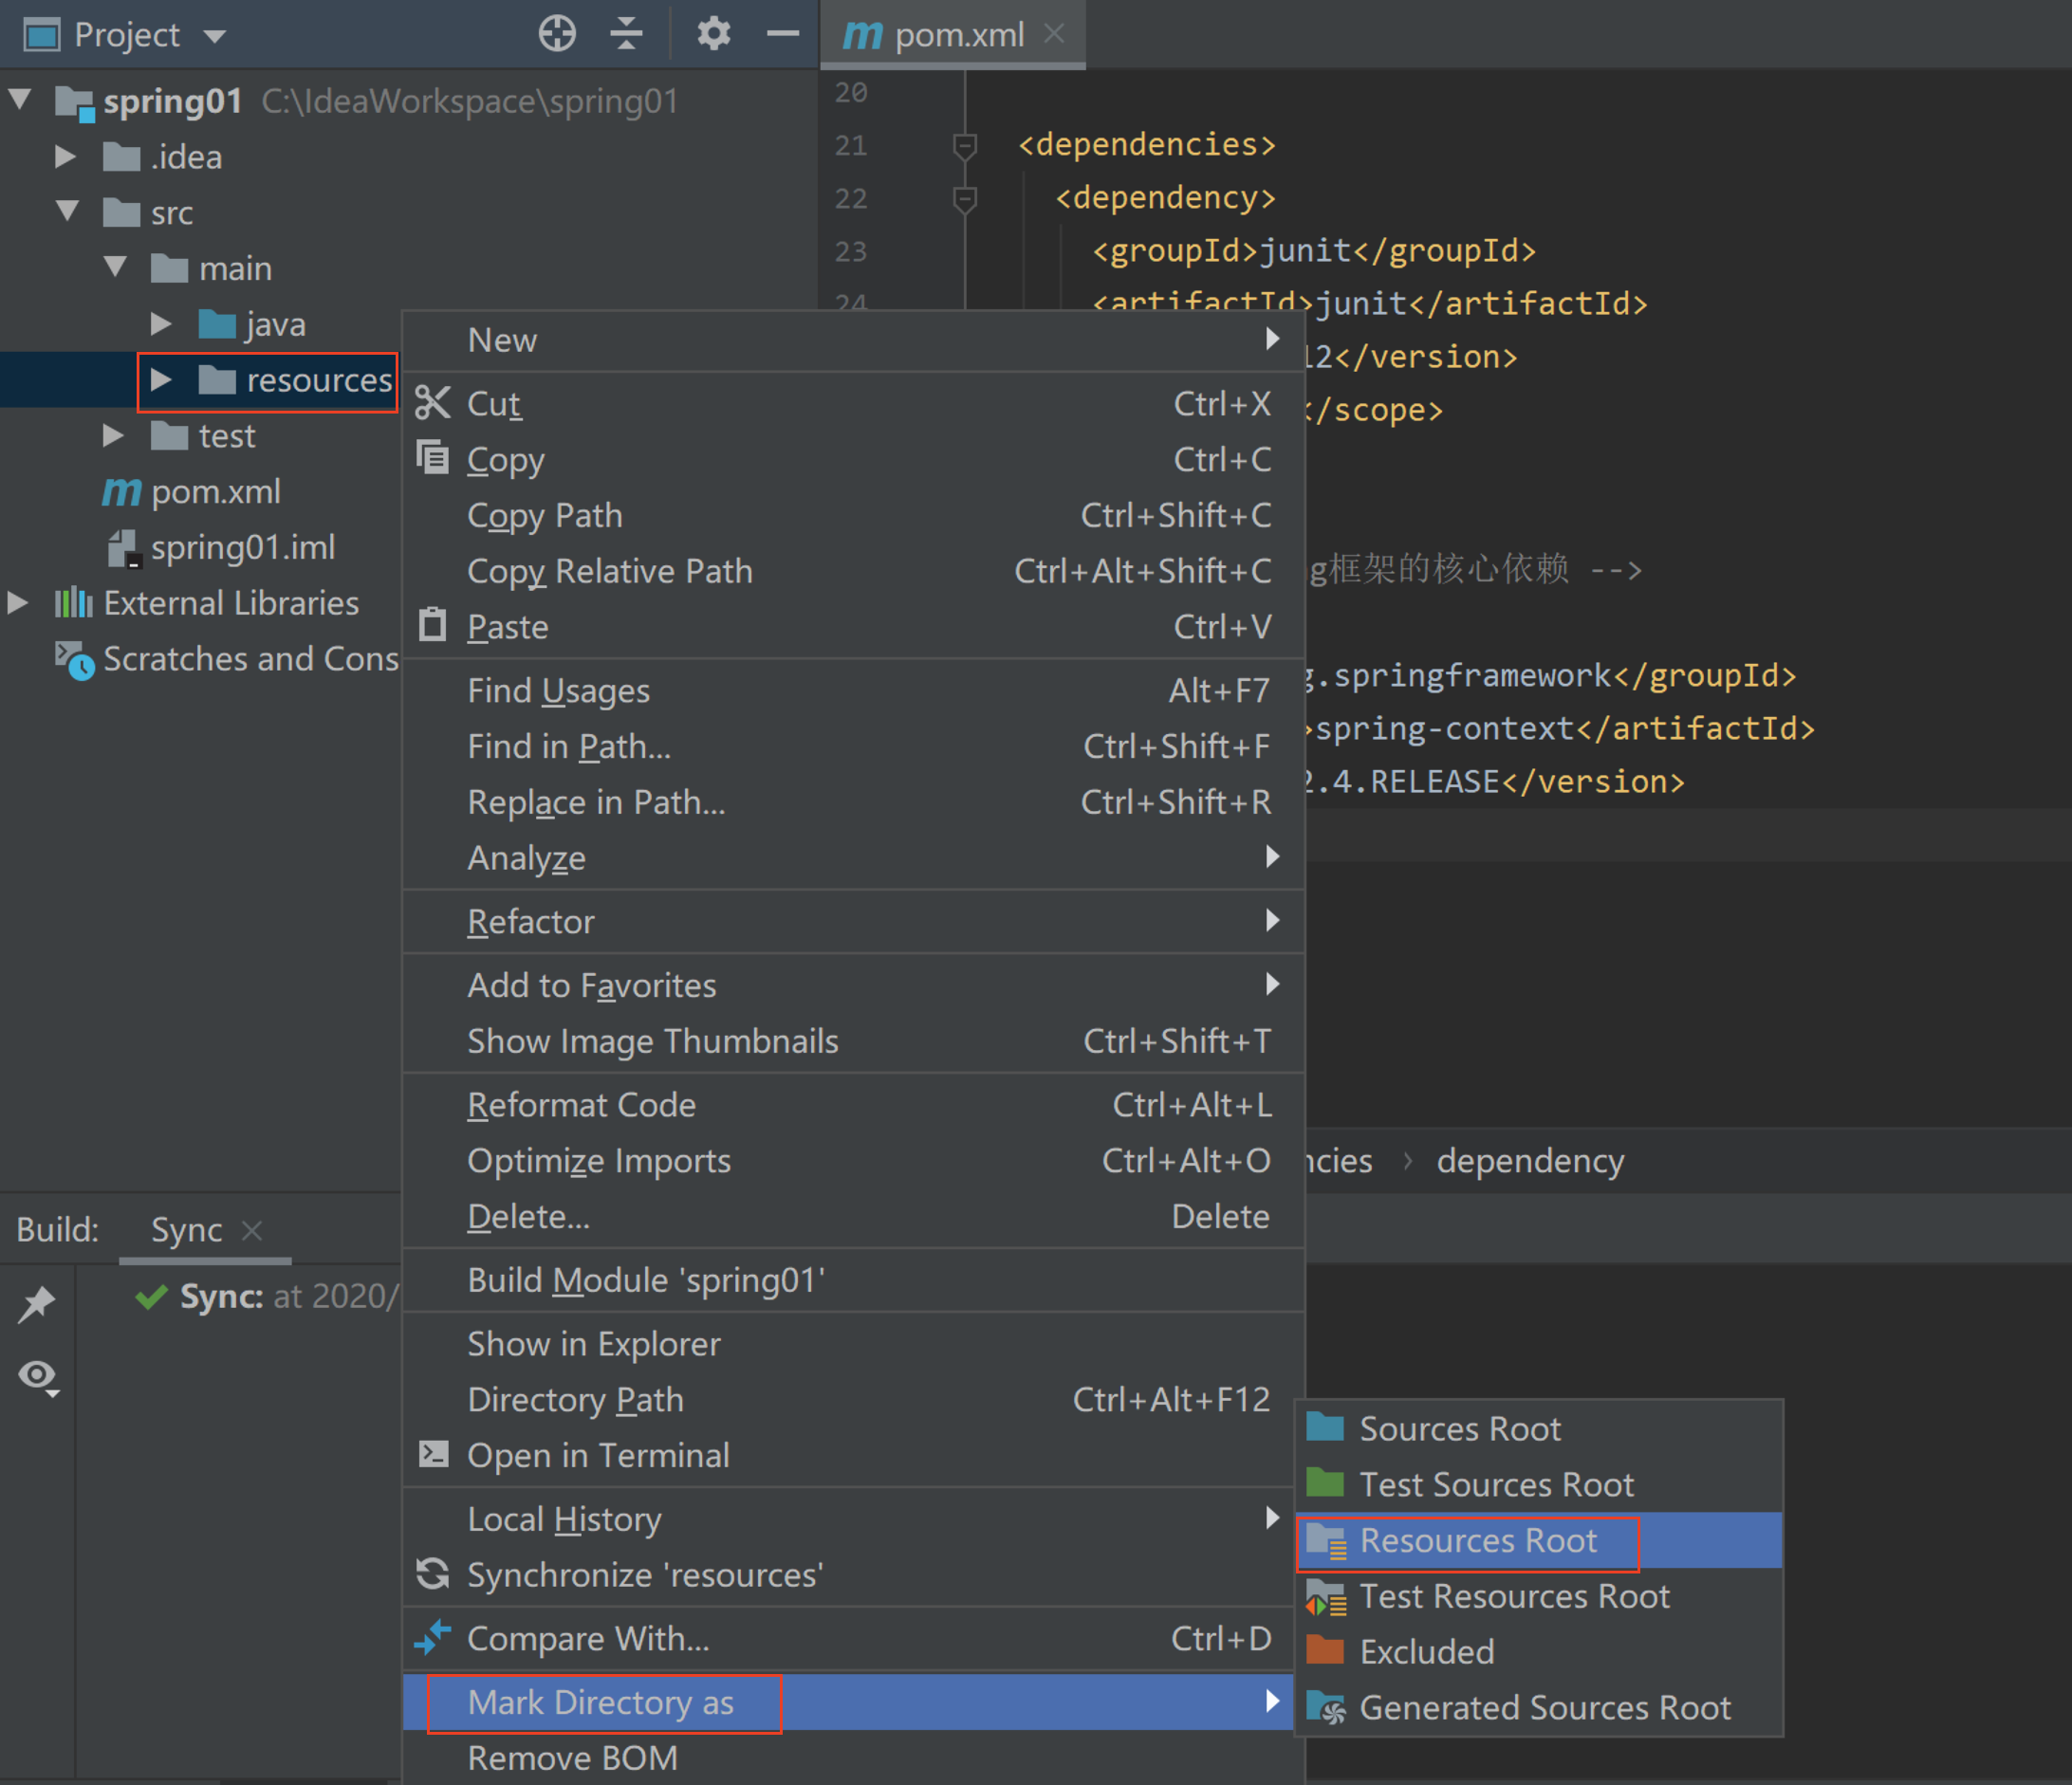 Project
spring01 C:\IdeaWorkspace\spring01
.idea
src
main
java
resources
test
pom.xml
spring01.iml
External Libraries
Scratches and Cons
pom.xml
20
21 <dependencies>
22 <dependency>
23 <groupId>junit</groupId>
24 <artifactId>junit</artifactId>
12</version>
</scope>
g框架的核心依赖 -->
g.springframework</groupId>
>spring-context</artifactId>
2.4.RELEASE</version>
ncies › dependency
New
Cut Ctrl+X
Copy Ctrl+C
Copy Path Ctrl+Shift+C
Copy Relative Path Ctrl+Alt+Shift+C
Paste Ctrl+V
Find Usages Alt+F7
Find in Path... Ctrl+Shift+F
Replace in Path... Ctrl+Shift+R
Analyze
Refactor
Add to Favorites
Show Image Thumbnails Ctrl+Shift+T
Reformat Code Ctrl+Alt+L
Optimize Imports Ctrl+Alt+O
Delete... Delete
Build Module 'spring01'
Show in Explorer
Directory Path Ctrl+Alt+F12
Open in Terminal
Local History
Synchronize 'resources'
Compare With... Ctrl+D
Mark Directory as
Remove BOM
Sources Root
Test Sources Root
Resources Root
Test Resources Root
Excluded
Generated Sources Root
Build: Sync
Sync: at 2020/